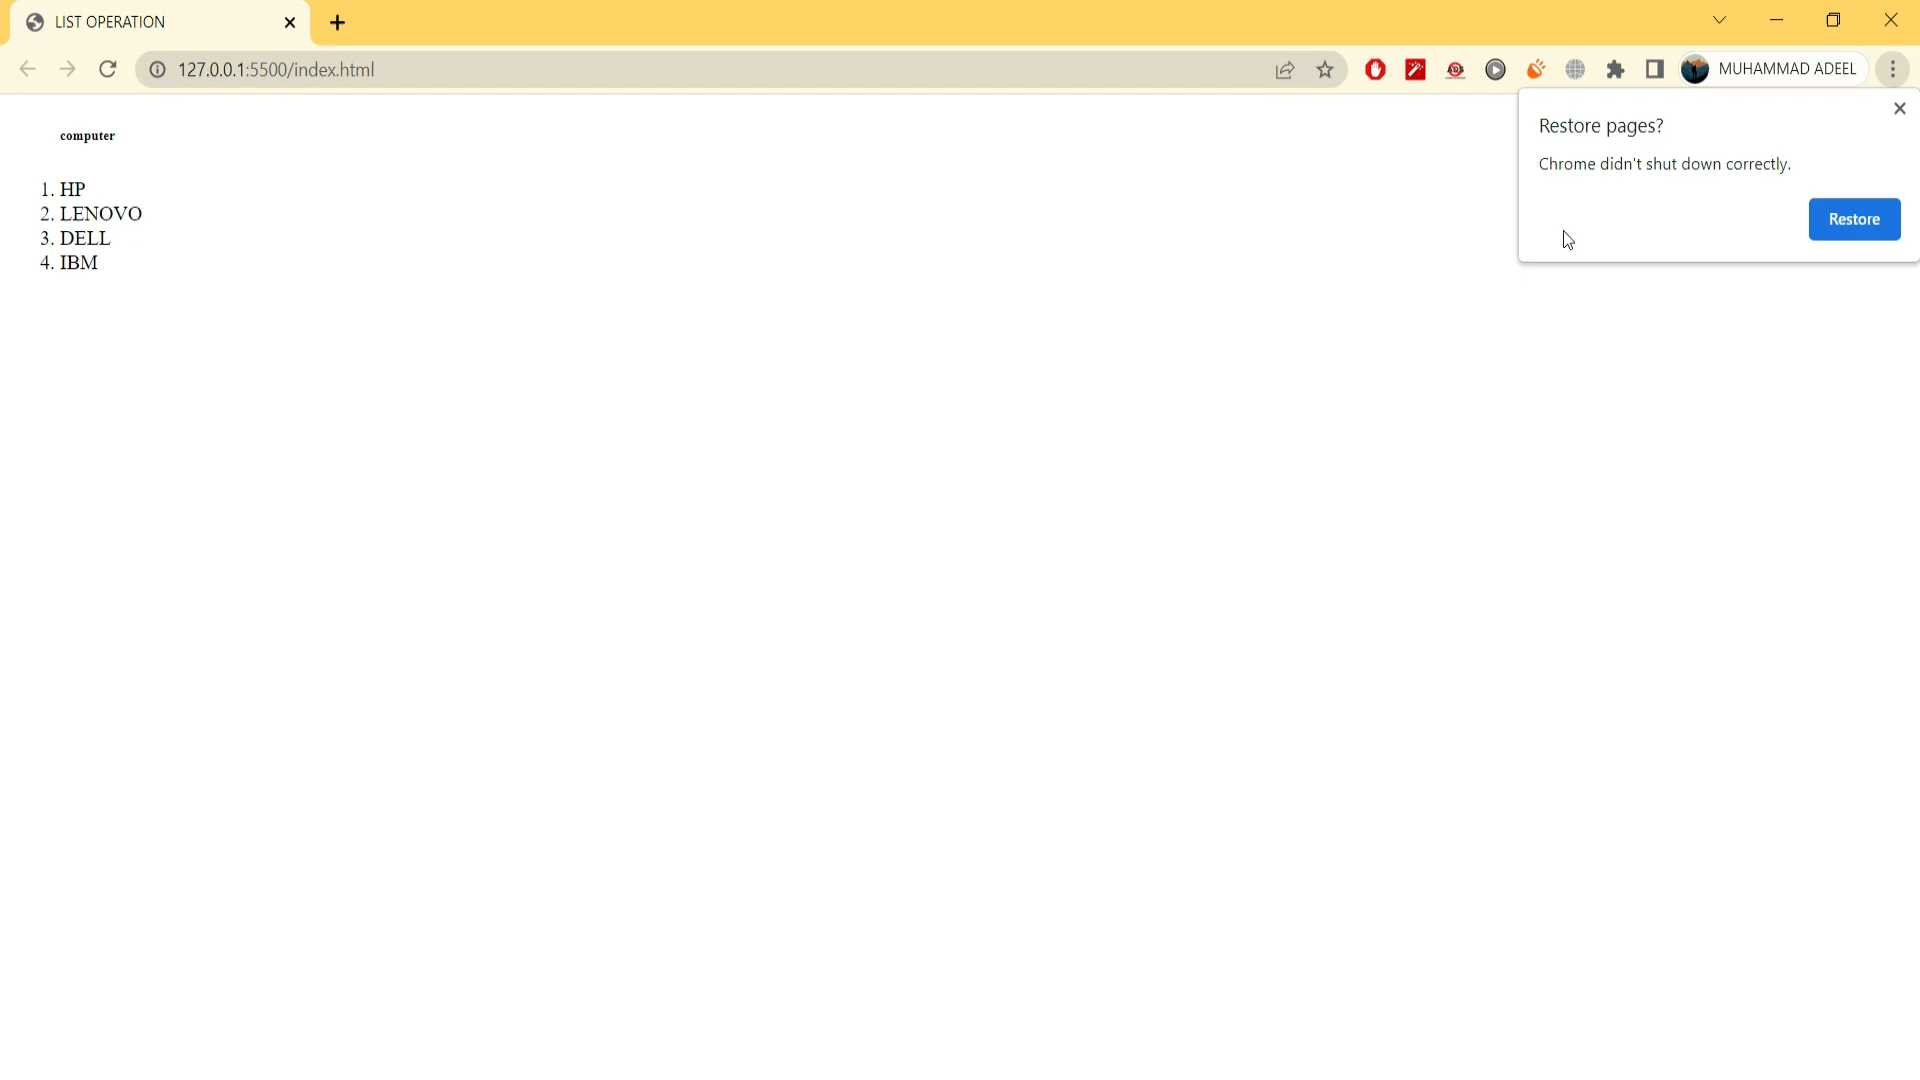 LIST OPERATION
127.0.0.1:5500/index.html
ABS
MUHAMMAD ADEEL
Restore pages?
Chrome didn't shut down correctly.
Restore
computer
1. HP
2. LENOVO
3. DELL
4. IBM